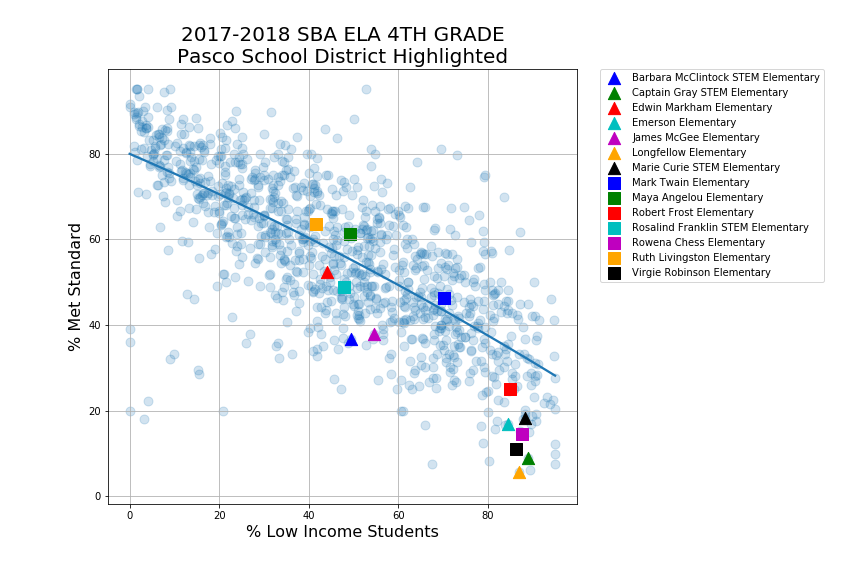 2017-2018 SBA ELA 4TH GRADE
Pasco School District Highlighted
% Met Standard
80
60
40
20
0
0 20 40 60 80
% Low Income Students
Barbara McClintock STEM Elementary
Captain Gray STEM Elementary
Edwin Markham Elementary
Emerson Elementary
James McGee Elementary
Longfellow Elementary
Marie Curie STEM Elementary
Mark Twain Elementary
Maya Angelou Elementary
Robert Frost Elementary
Rosalind Franklin STEM Elementary
Rowena Chess Elementary
Ruth Livingston Elementary
Virgie Robinson Elementary